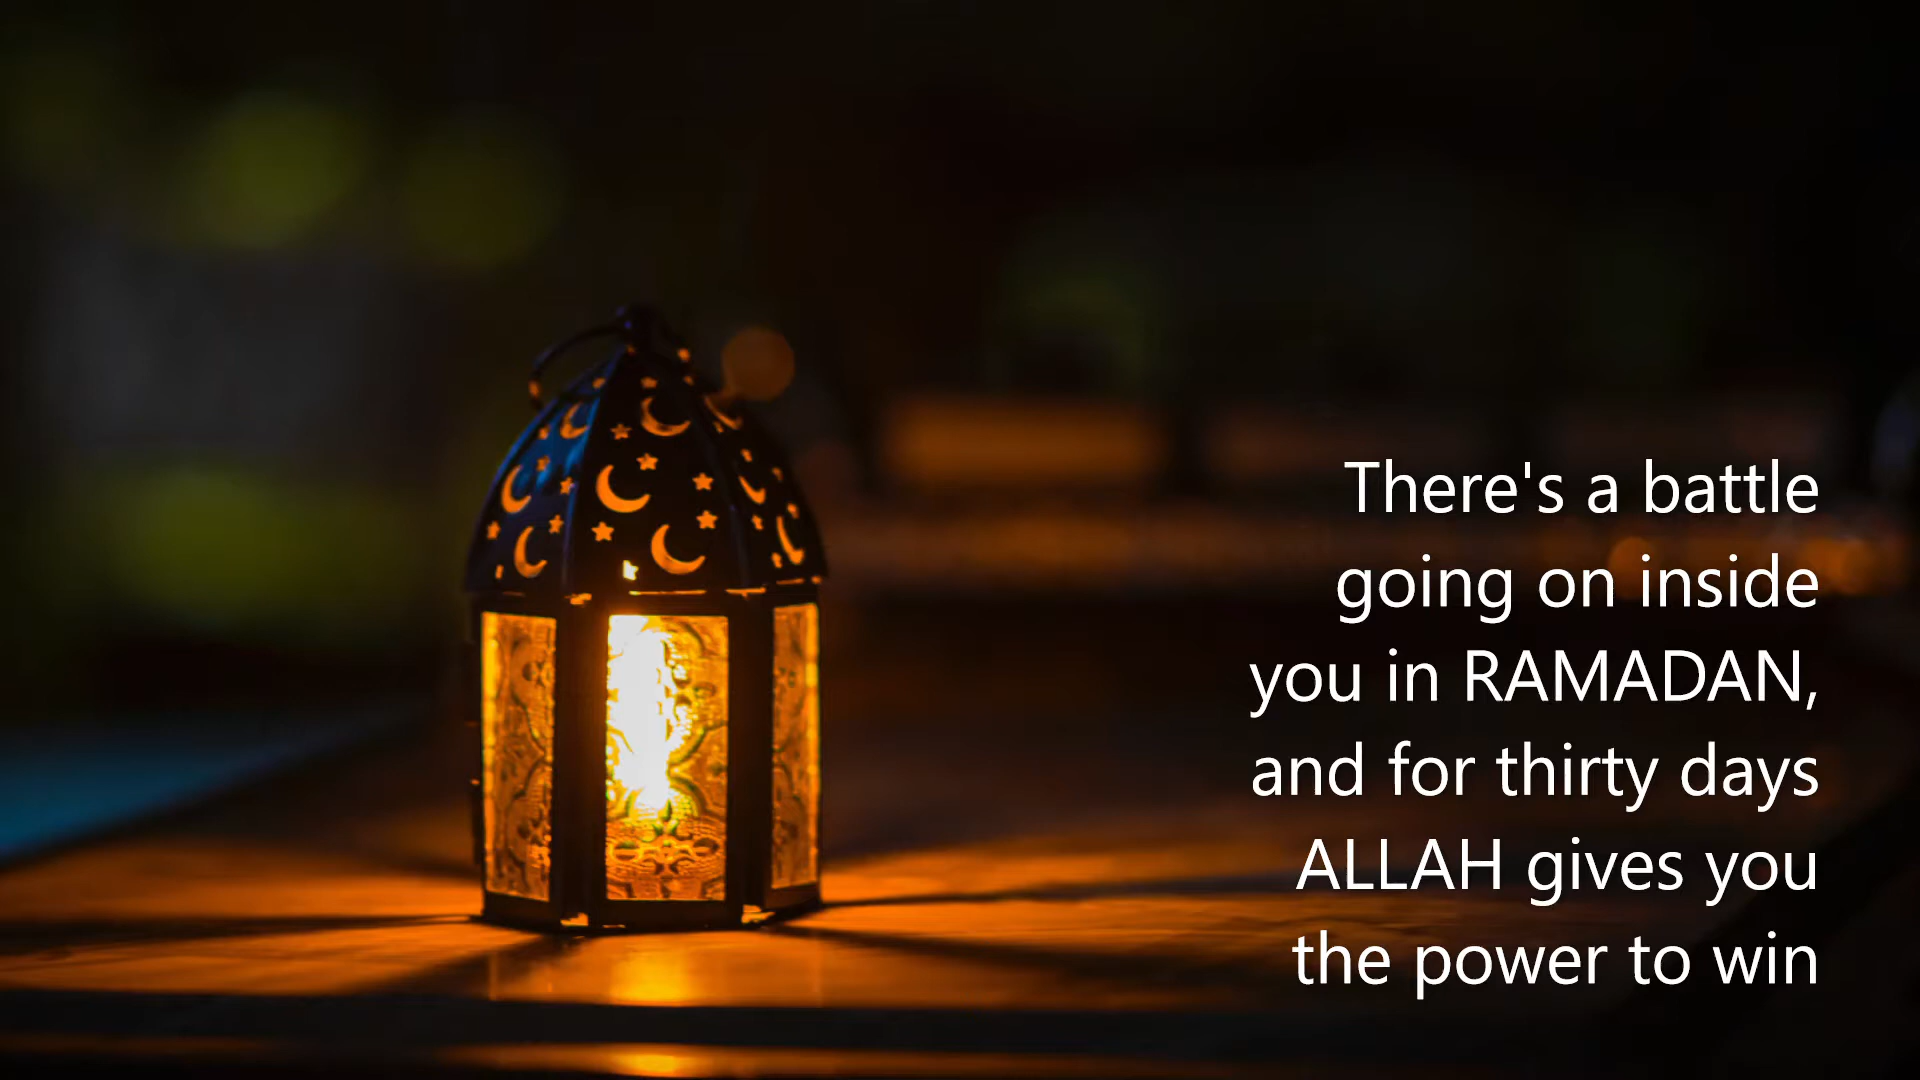 There's a battle
going on inside
you in RAMADAN,
and for thirty days
ALLAH gives you
the power to win